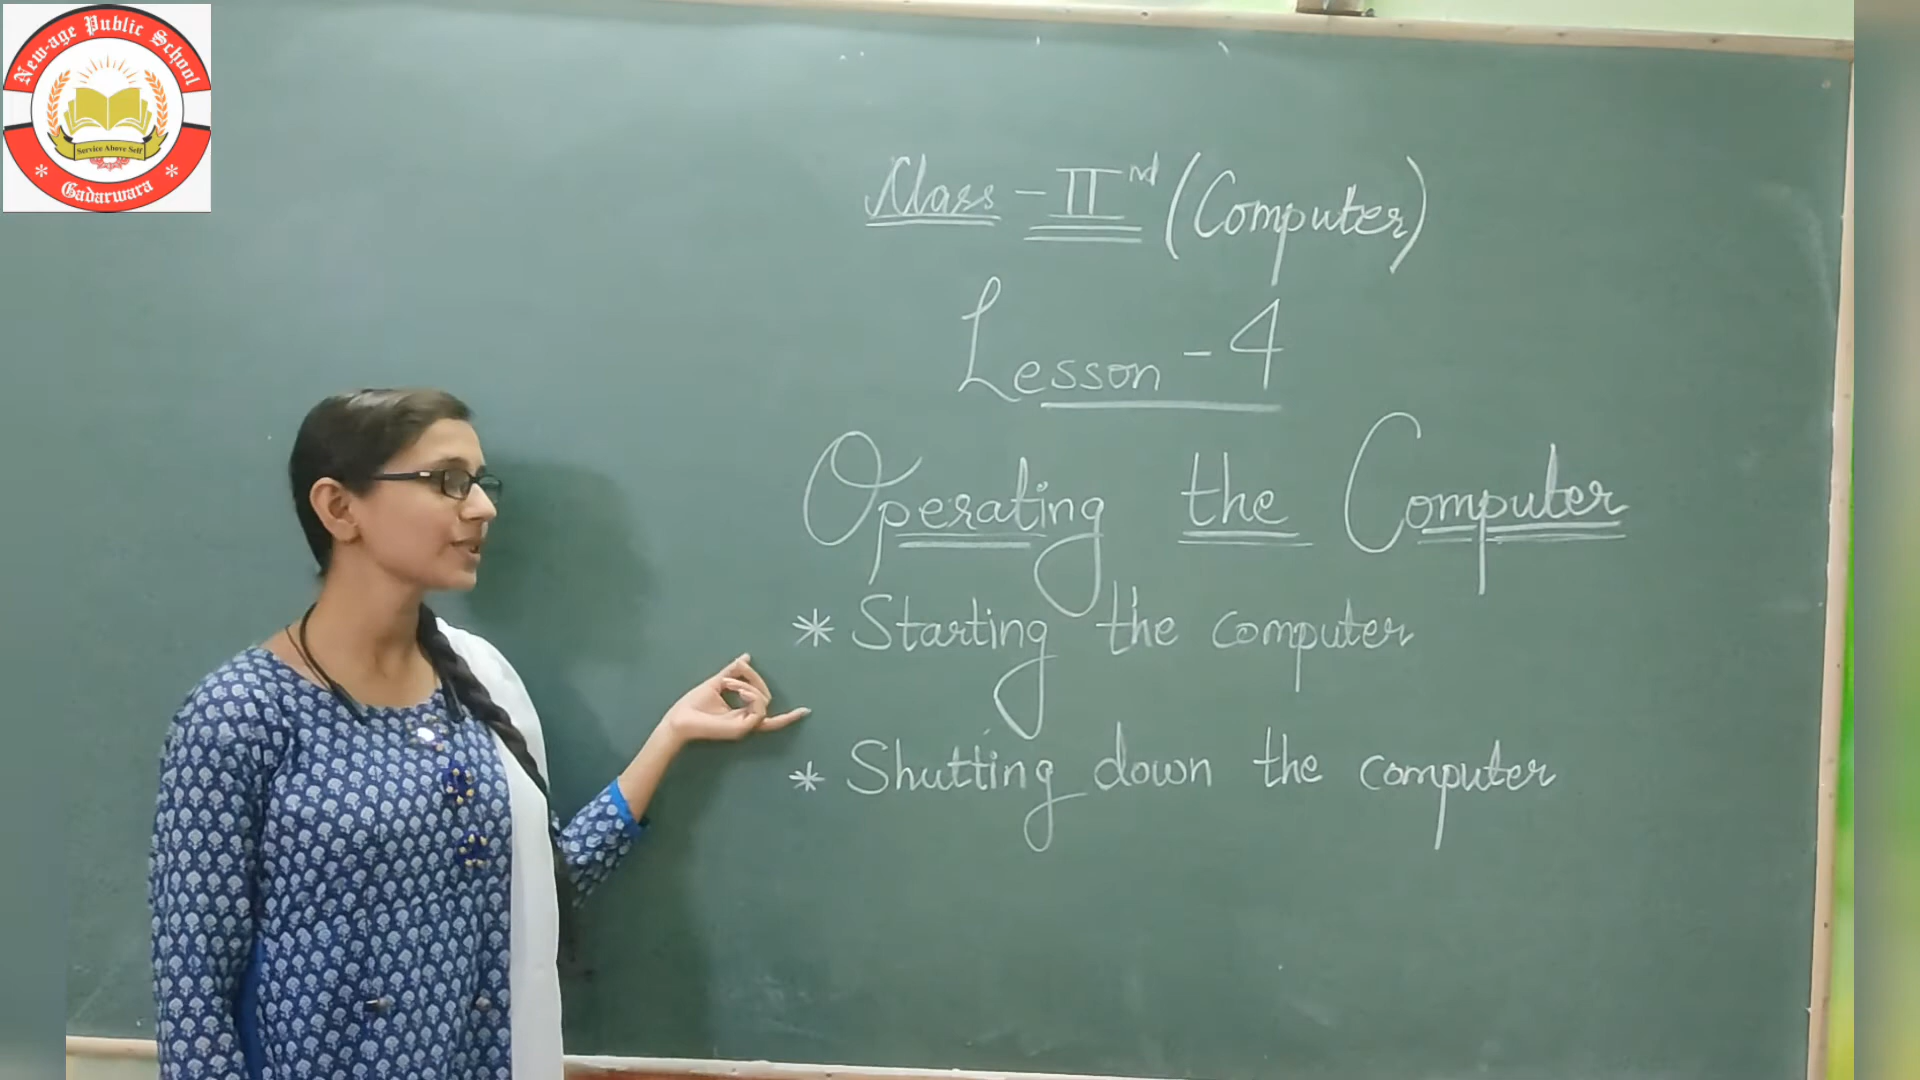 New-age Public School
Service Above Self
Gadarwara
Class - IInd (Computer)
Lesson - 4
Operating the Computer
* Starting the computer
* Shutting down the computer